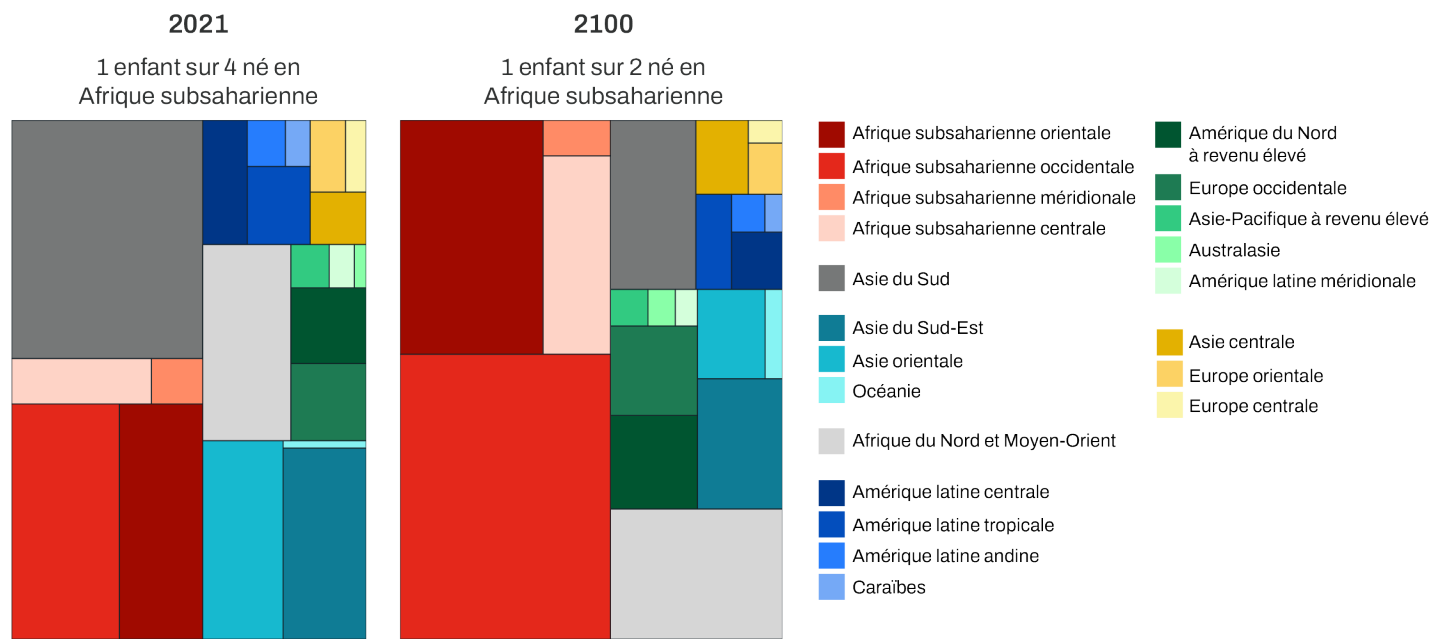 2021
1 enfant sur 4 né en
Afrique subsaharienne
2100
1 enfant sur 2 né en
Afrique subsaharienne
Afrique subsaharienne orientale
Afrique subsaharienne occidentale
Afrique subsaharienne méridionale
Afrique subsaharienne centrale
Asie du Sud
Asie du Sud-Est
Asie orientale
Océanie
Afrique du Nord et Moyen-Orient
Amérique latine centrale
Amérique latine tropicale
Amérique latine andine
Caraïbes
Amérique du Nord
à revenu élevé
Europe occidentale
Asie-Pacifique à revenu élevé
Australasie
Amérique latine méridionale
Asie centrale
Europe orientale
Europe centrale